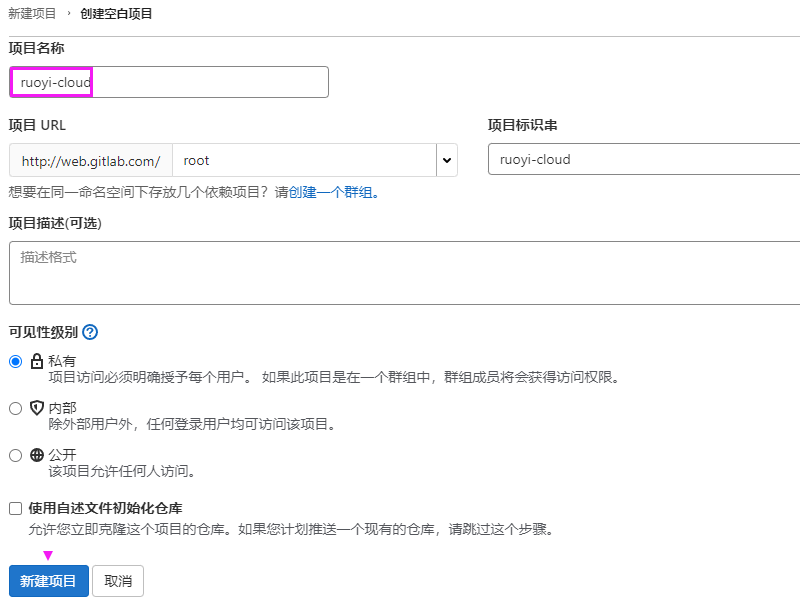 新建项目 › 创建空白项目
项目名称
ruoyi-cloud
项目 URL
项目标识串
http://web.gitlab.com/ root
ruoyi-cloud
想要在同一命名空间下存放几个依赖项目？请创建一个群组。
项目描述(可选)
描述格式
可见性级别 ?
私有
项目访问必须明确授予每个用户。 如果此项目是在一个群组中，群组成员将会获得访问权限。
内部
除外部用户外，任何登录用户均可访问该项目。
公开
该项目允许任何人访问。
使用自述文件初始化仓库
允许您立即克隆这个项目的仓库。如果您计划推送一个现有的仓库，请跳过这个步骤。
新建项目 取消